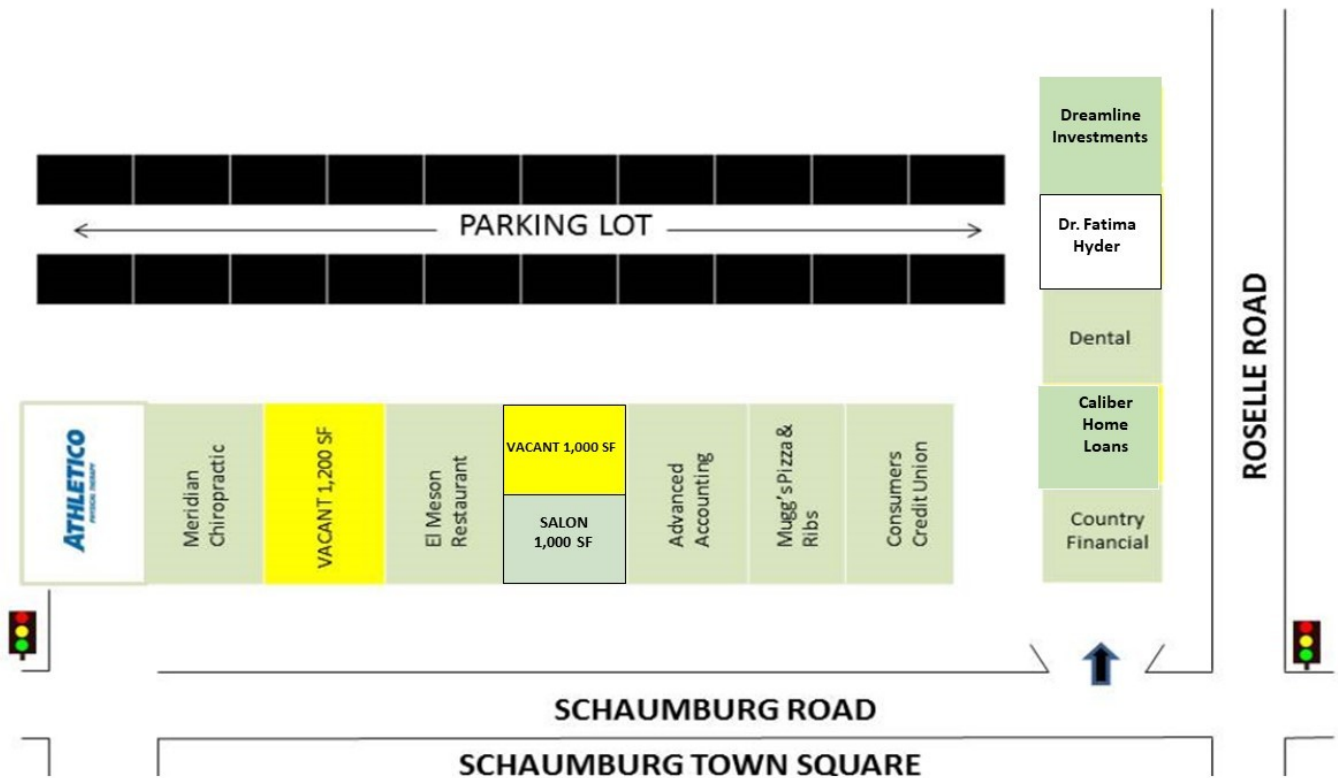 Dreamline
Investments
PARKING LOT
Dr. Fatima
Hyder
Dental
Caliber
Home
Loans
Country
Financial
ROSELLE ROAD
ATHLETICO
PHYSICAL THERAPY
Meridian
Chiropractic
VACANT 1,200 SF
El Meson
Restaurant
VACANT 1,000 SF
SALON
1,000 SF
Advanced
Accounting
Mugg's Pizza &
Ribs
Consumers
Credit Union
SCHAUMBURG ROAD
SCHAUMBURG TOWN SQUARE